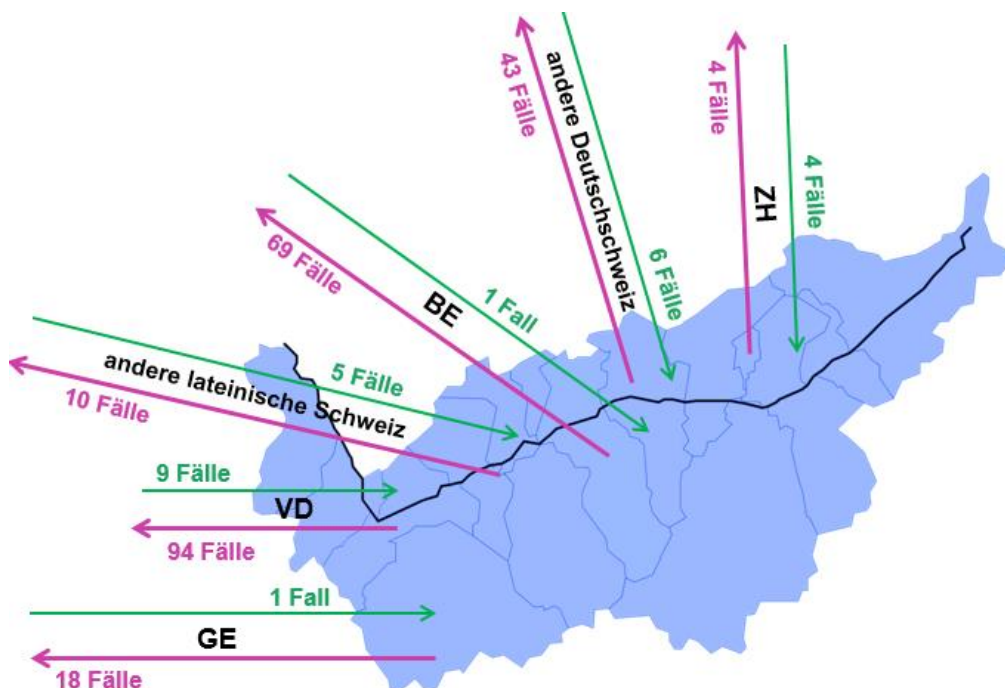 43 Fälle
andere Deutschschweiz
6 Fälle
4 Fälle
ZH
4 Fälle
69 Fälle
BE
1 Fall
5 Fälle
andere lateinische Schweiz
10 Fälle
9 Fälle
VD
94 Fälle
1 Fall
GE
18 Fälle